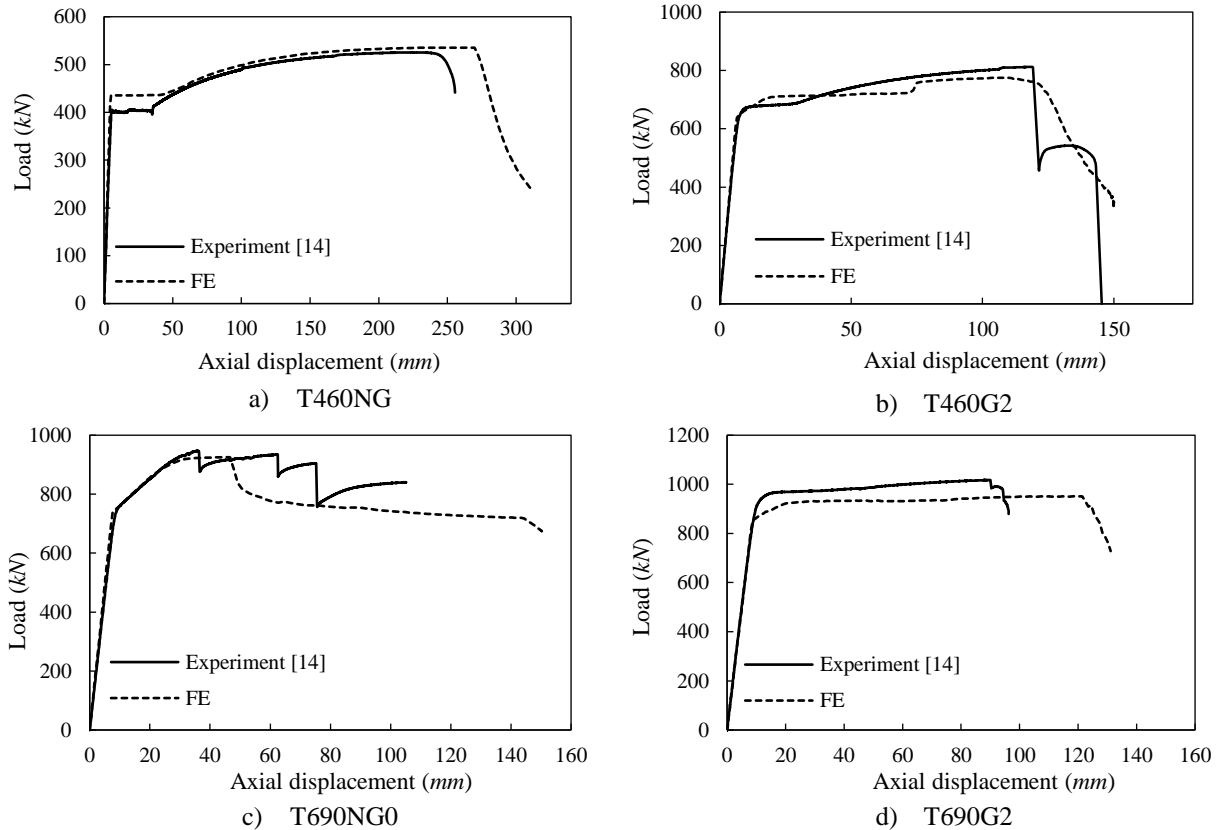 600
500
400
300
200
100
0
Load (kN)
Experiment [14]
FE
0 50 100 150 200 250 300
Axial displacement (mm)
a) T460NG
1000
800
600
400
200
0
Load (kN)
Experiment [14]
FE
0 50 100 150
Axial displacement (mm)
b) T460G2
1000
800
600
400
200
0
Load (kN)
Experiment [14]
FE
0 20 40 60 80 100 120 140 160
Axial displacement (mm)
c) T690NG0
1200
1000
800
600
400
200
0
Load (kN)
Experiment [14]
FE
0 20 40 60 80 100 120 140 160
Axial displacement (mm)
d) T690G2